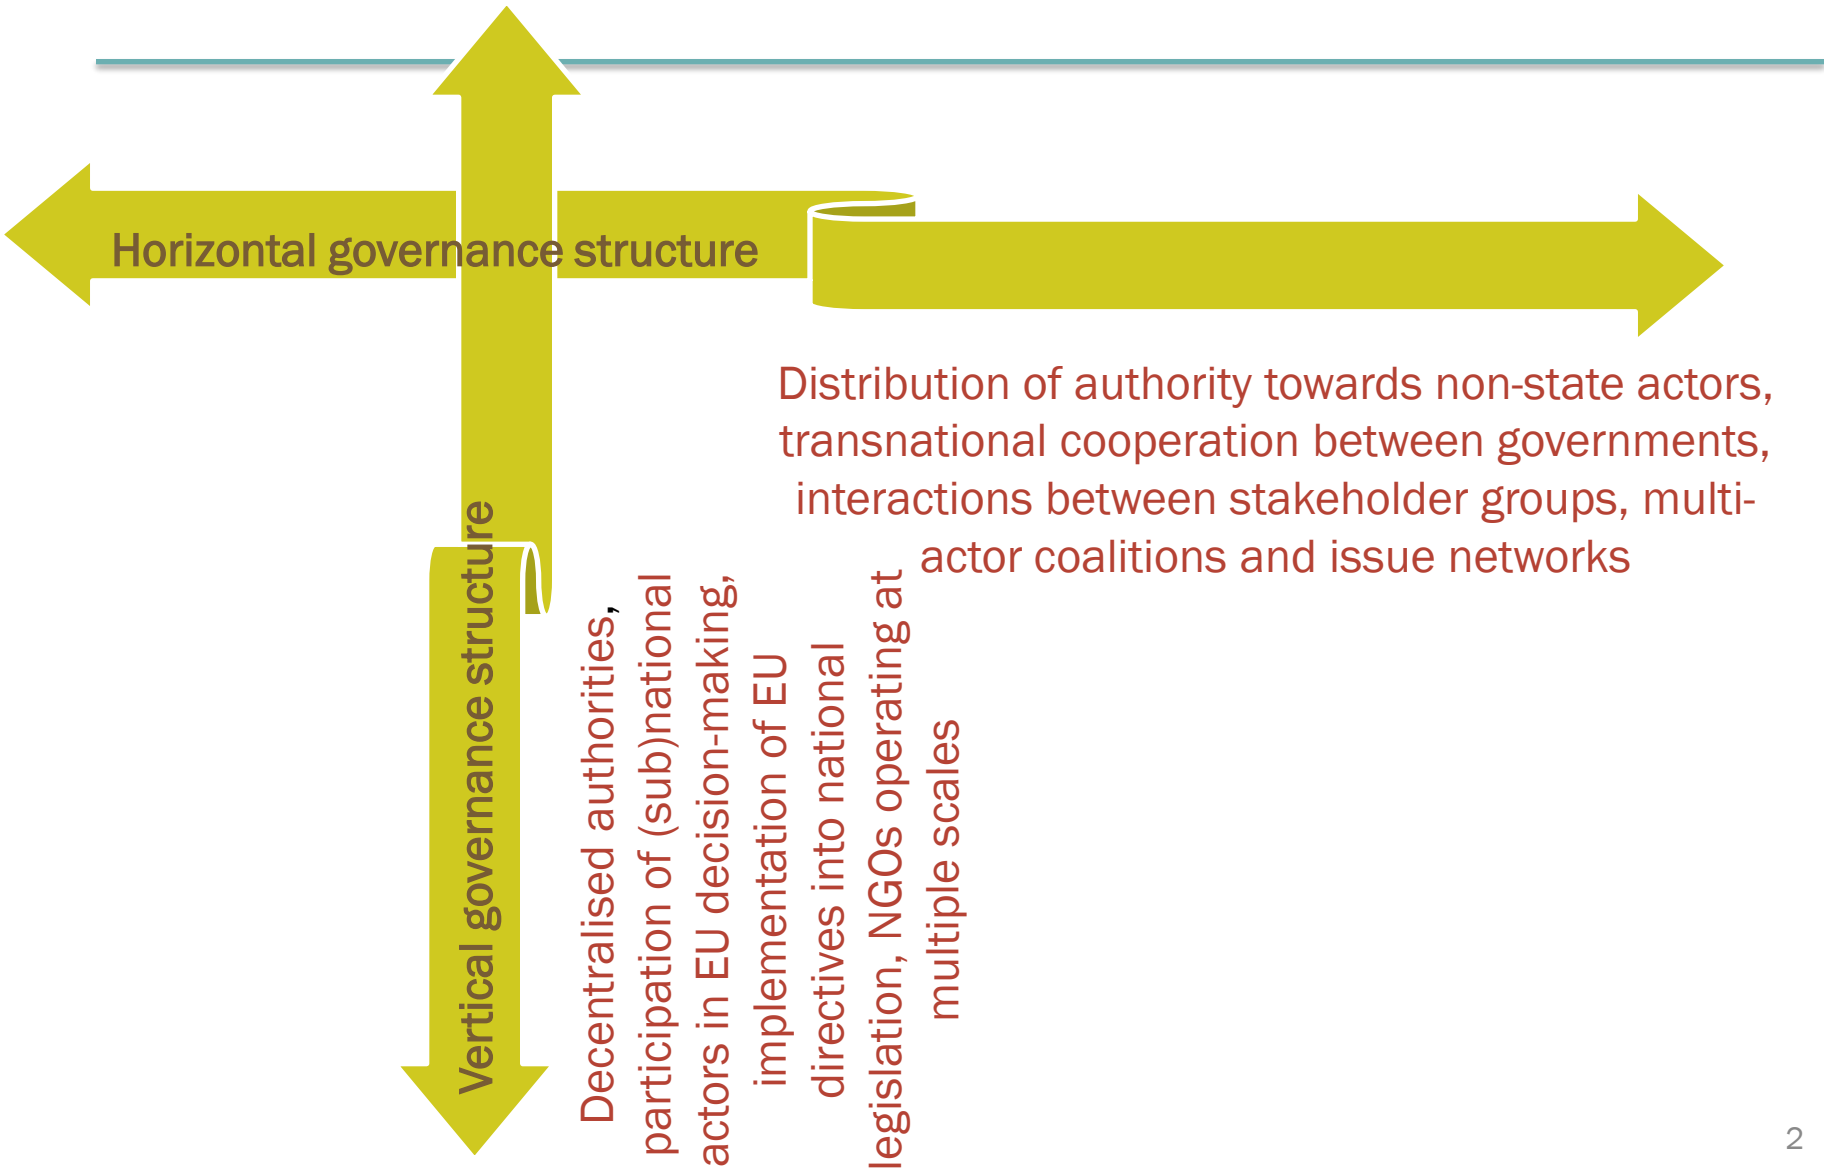 Horizontal governance structure
Distribution of authority towards non-state actors,
transnational cooperation between governments,
interactions between stakeholder groups, multi-
actor coalitions and issue networks
Vertical governance structure
Decentralised authorities,
participation of (sub)national
actors in EU decision-making,
implementation of EU
directives into national
legislation, NGOs operating at
multiple scales
2